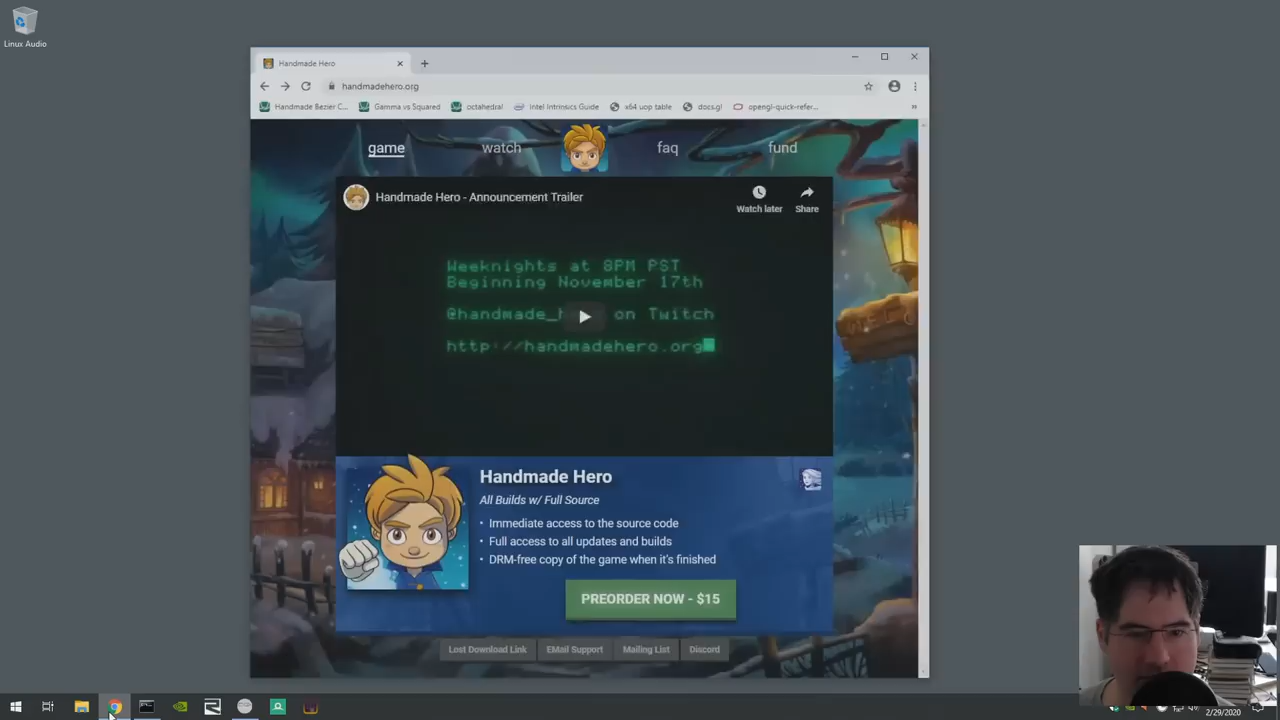 Linux Audio
Handmade Hero
handmadehero.org
Handmade Bezier C...
Gamma vs Squared
octahedral
Intel Intrinsics Guide
x64 uop table
docs.gl
opengl-quick-refer...
game
watch
faq
fund
Handmade Hero - Announcement Trailer
Watch later
Share
Weeknights at 8PM PST
Beginning November 17th
@handmade_h on Twitch
http://handmadehero.org
Handmade Hero
All Builds w/ Full Source
• Immediate access to the source code
• Full access to all updates and builds
• DRM-free copy of the game when it's finished
PREORDER NOW - $15
Lost Download Link
EMail Support
Mailing List
Discord
2/29/2020